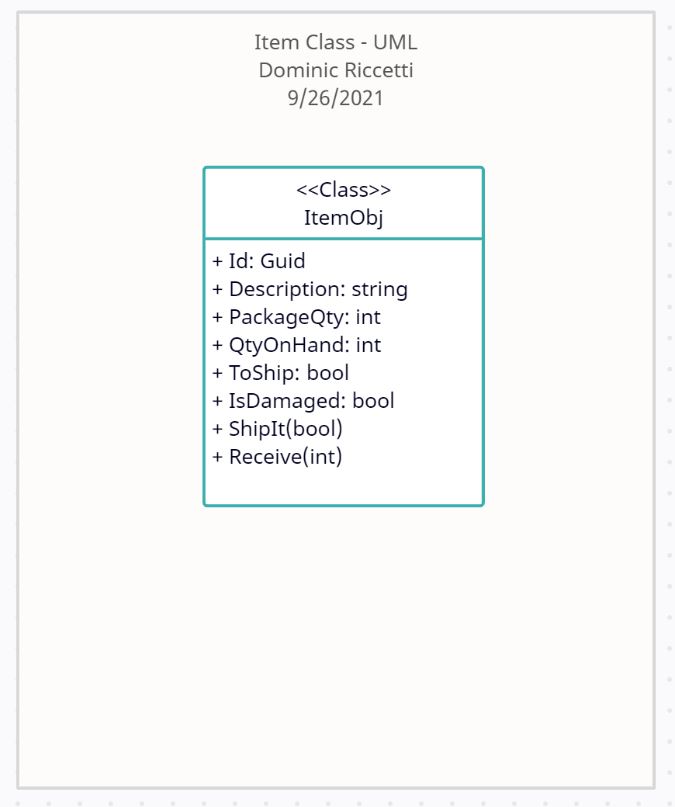 Item Class - UML
Dominic Riccetti
9/26/2021
<<Class>>
ItemObj
+ Id: Guid
+ Description: string
+ PackageQty: int
+ QtyOnHand: int
+ ToShip: bool
+ IsDamaged: bool
+ ShipIt(bool)
+ Receive(int)